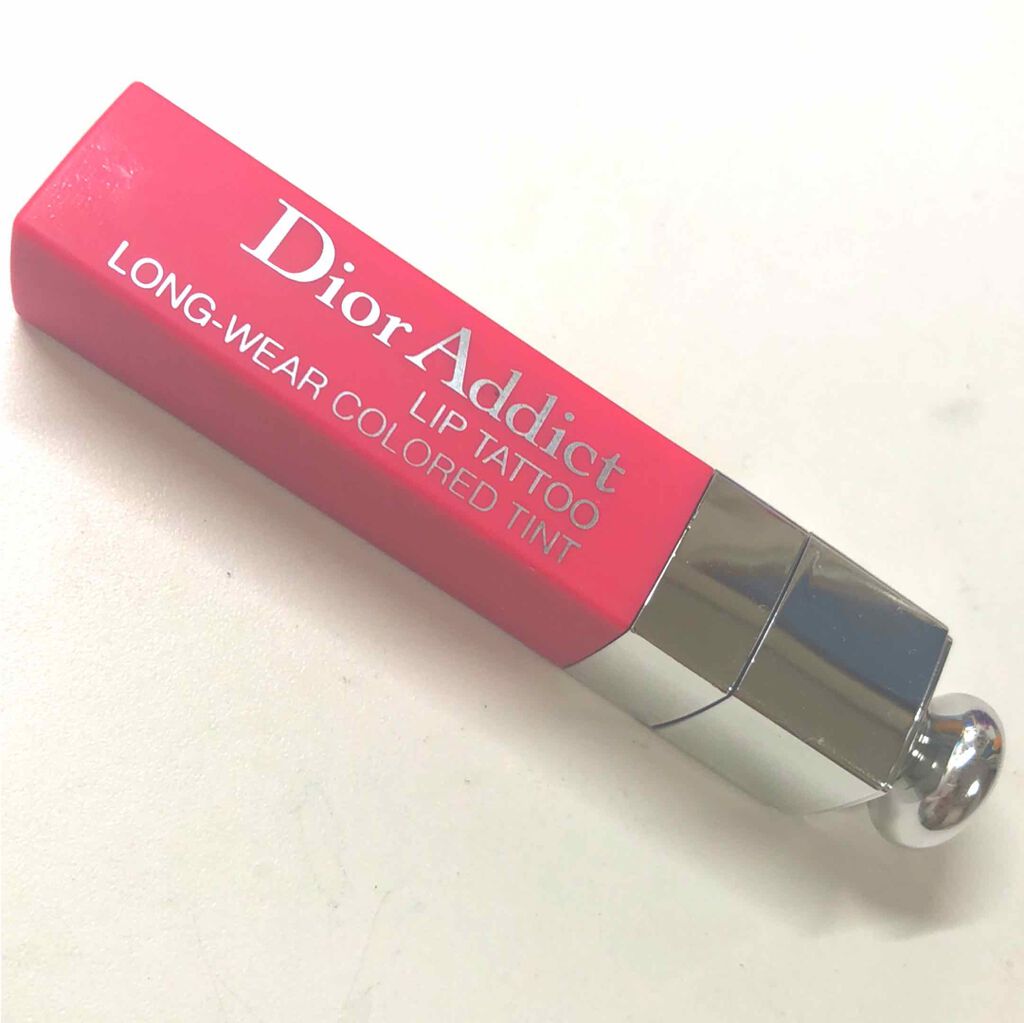 Dior Addict
LIP TATTOO
LONG-WEAR COLORED TINT